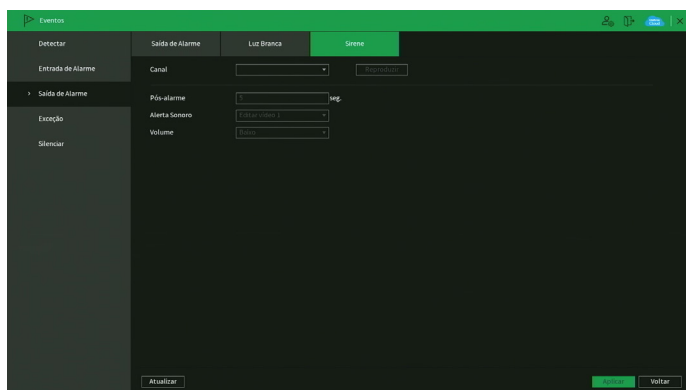 Eventos
Detectar
Entrada de Alarme
Saída de Alarme
Exceção
Silenciar
Saída de Alarme Luz Branca Sirene
Canal Reproduzir
Pós-alarme 5 seg.
Alerta Sonoro Editar vídeo 1
Volume Baixo
Atualizar Aplicar Voltar